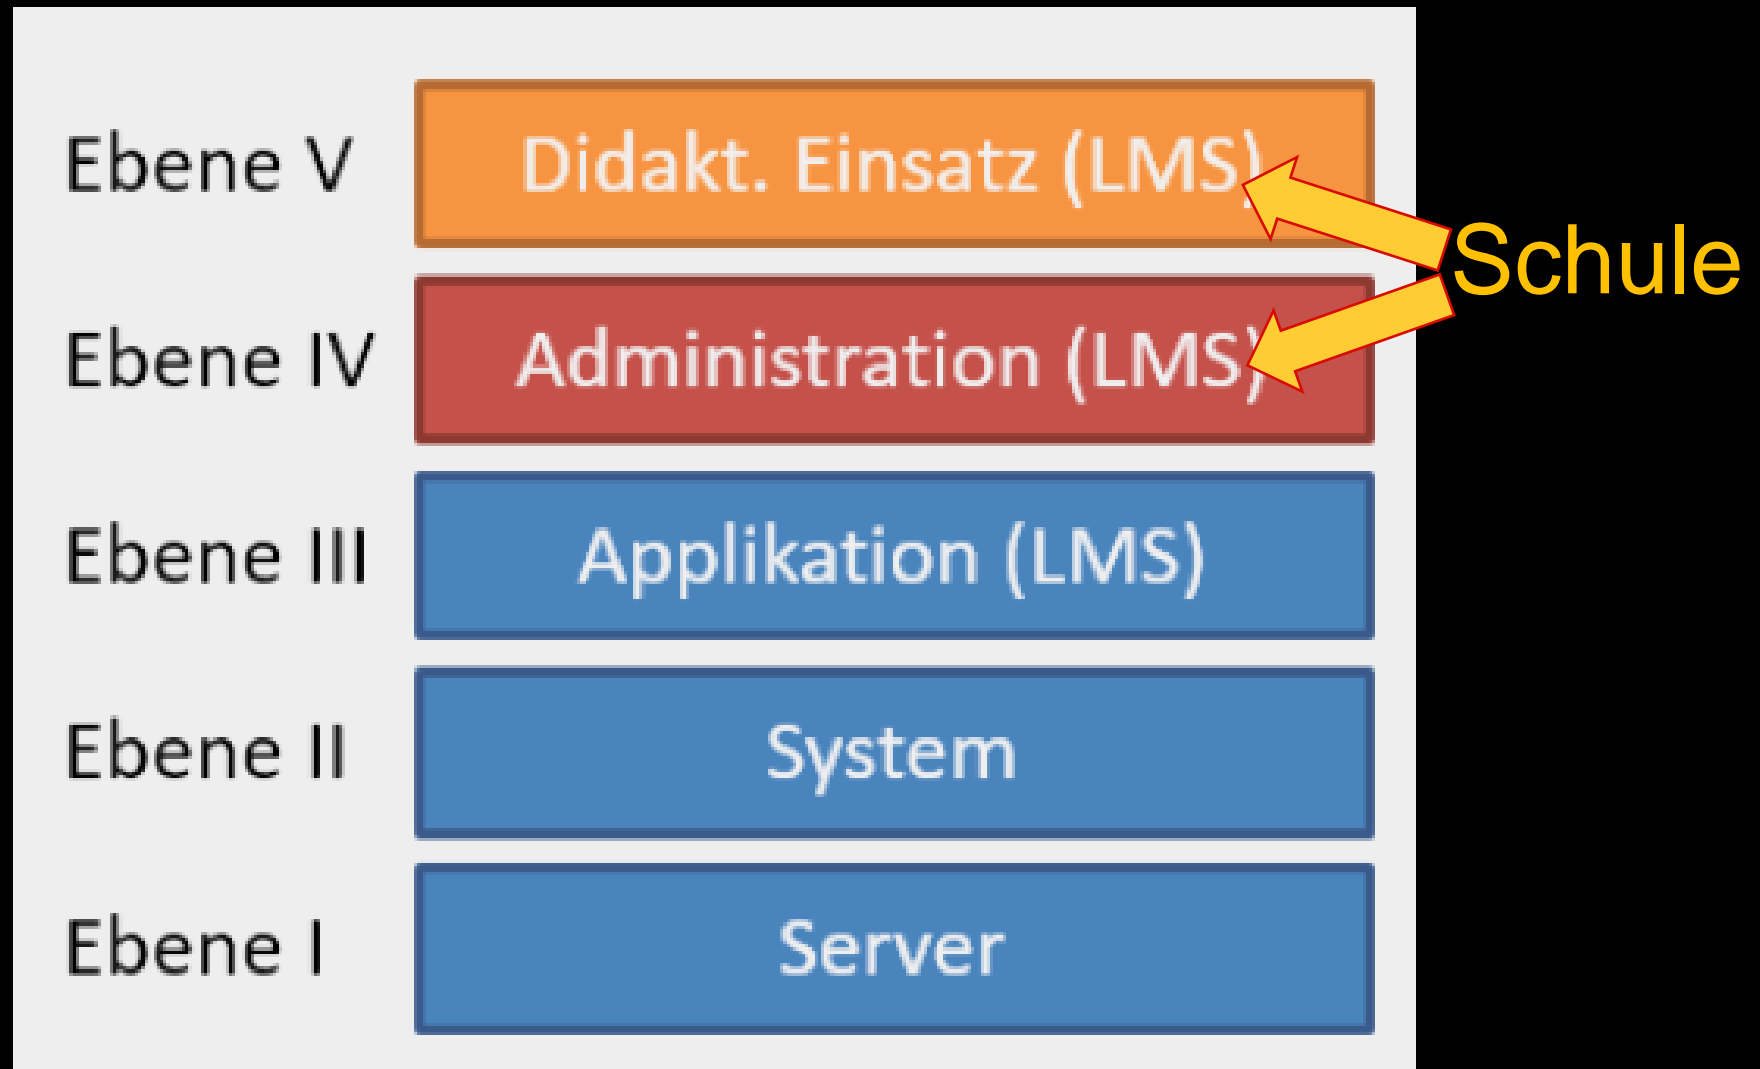 Ebene V Didakt. Einsatz (LMS)
Schule
Ebene IV Administration (LMS)
Ebene III Applikation (LMS)
Ebene II System
Ebene I Server